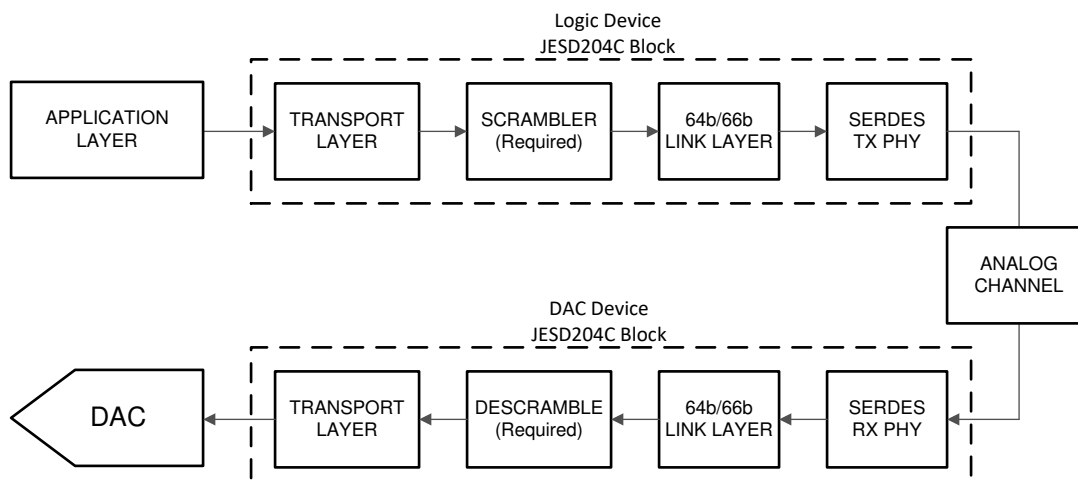 Logic Device
JESD204C Block
APPLICATION
LAYER
TRANSPORT
LAYER
SCRAMBLER
(Required)
64b/66b
LINK LAYER
SERDES
TX PHY
ANALOG
CHANNEL
DAC Device
JESD204C Block
DAC
TRANSPORT
LAYER
DESCRAMBLE
(Required)
64b/66b
LINK LAYER
SERDES
RX PHY